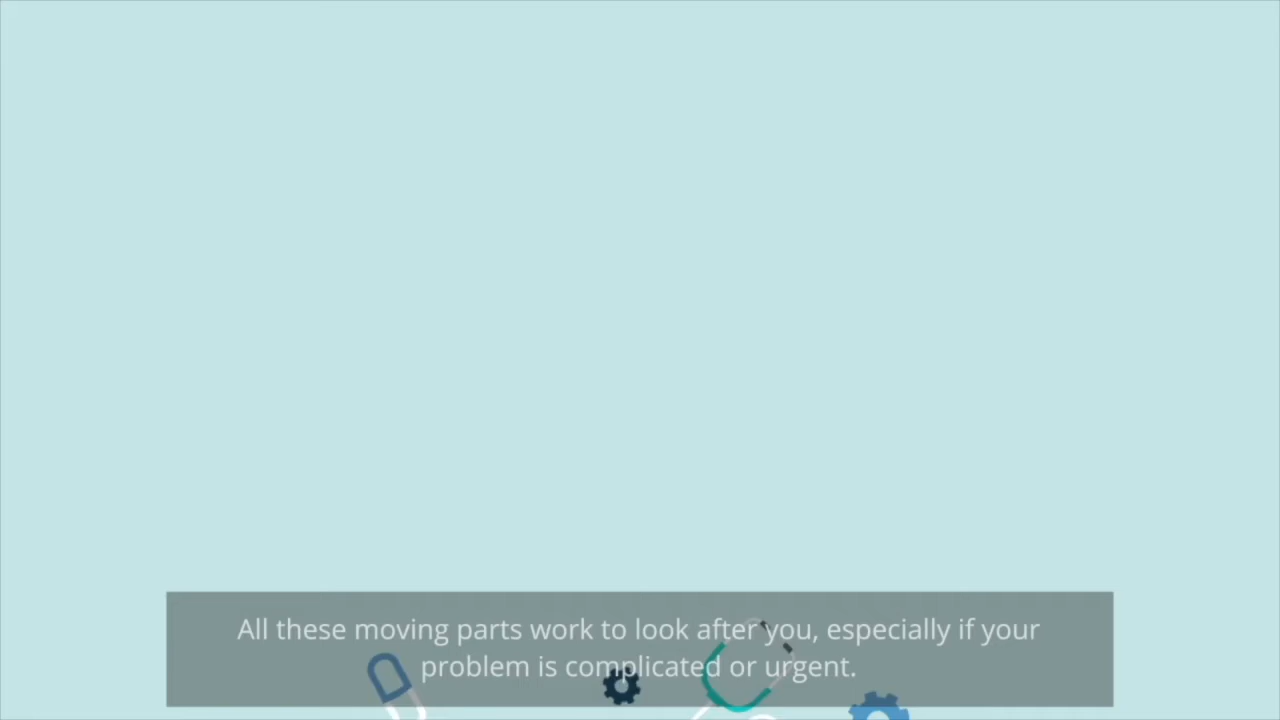 All these moving parts work to look after you, especially if your
problem is complicated or urgent.